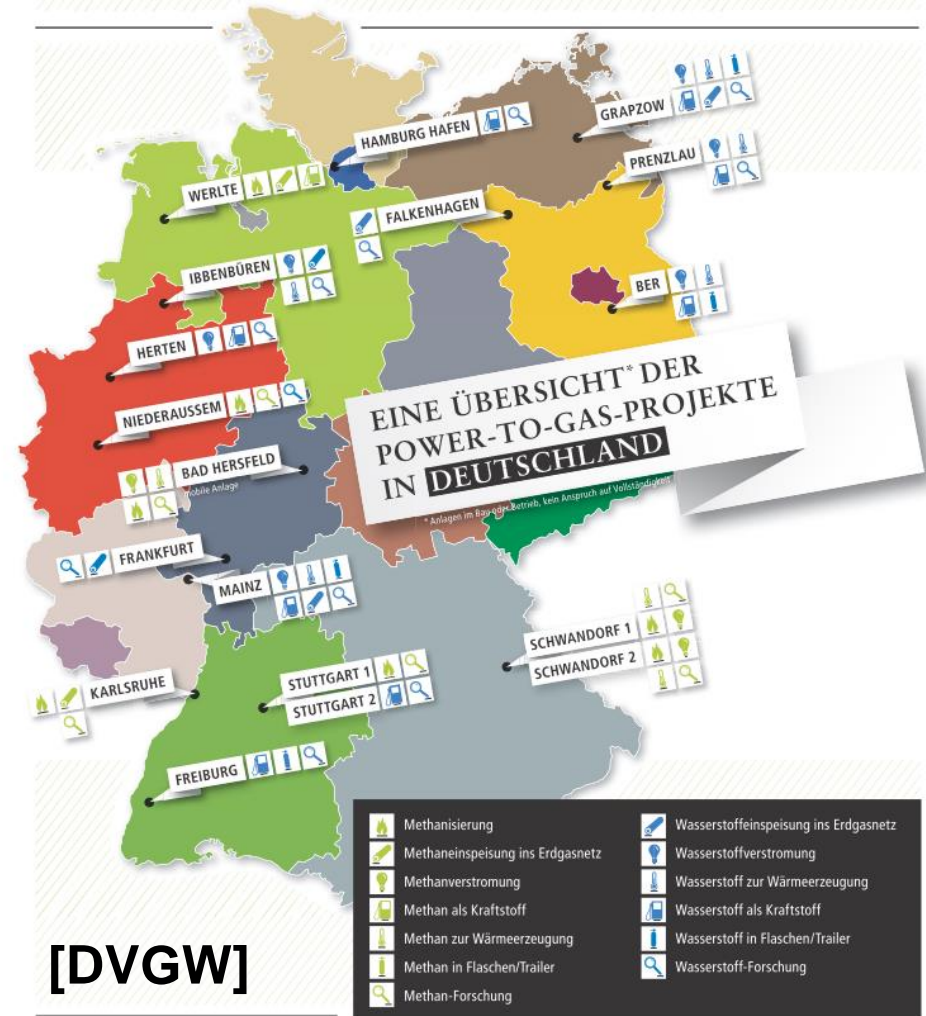 GRAPZOW
HAMBURG HAFEN
PRENZLAU
WERLTE
FALKENHAGEN
IBBENBÜREN
BER
HERTEN
EINE ÜBERSICHT* DER
POWER-TO-GAS-PROJEKTE
IN DEUTSCHLAND
* Anlagen im Bau oder Betrieb, kein Anspruch auf Vollständigkeit
NIEDERAUSSEM
BAD HERSFELD
mobile Anlage
FRANKFURT
MAINZ
SCHWANDORF 1
SCHWANDORF 2
KARLSRUHE
STUTTGART 1
STUTTGART 2
FREIBURG
Methanisierung
Methaneinspeisung ins Erdgasnetz
Methanverstromung
Methan als Kraftstoff
Methan zur Wärmeerzeugung
Methan in Flaschen/Trailer
Methan-Forschung
Wasserstoffeinspeisung ins Erdgasnetz
Wasserstoffverstromung
Wasserstoff zur Wärmeerzeugung
Wasserstoff als Kraftstoff
Wasserstoff in Flaschen/Trailer
Wasserstoff-Forschung
[DVGW]